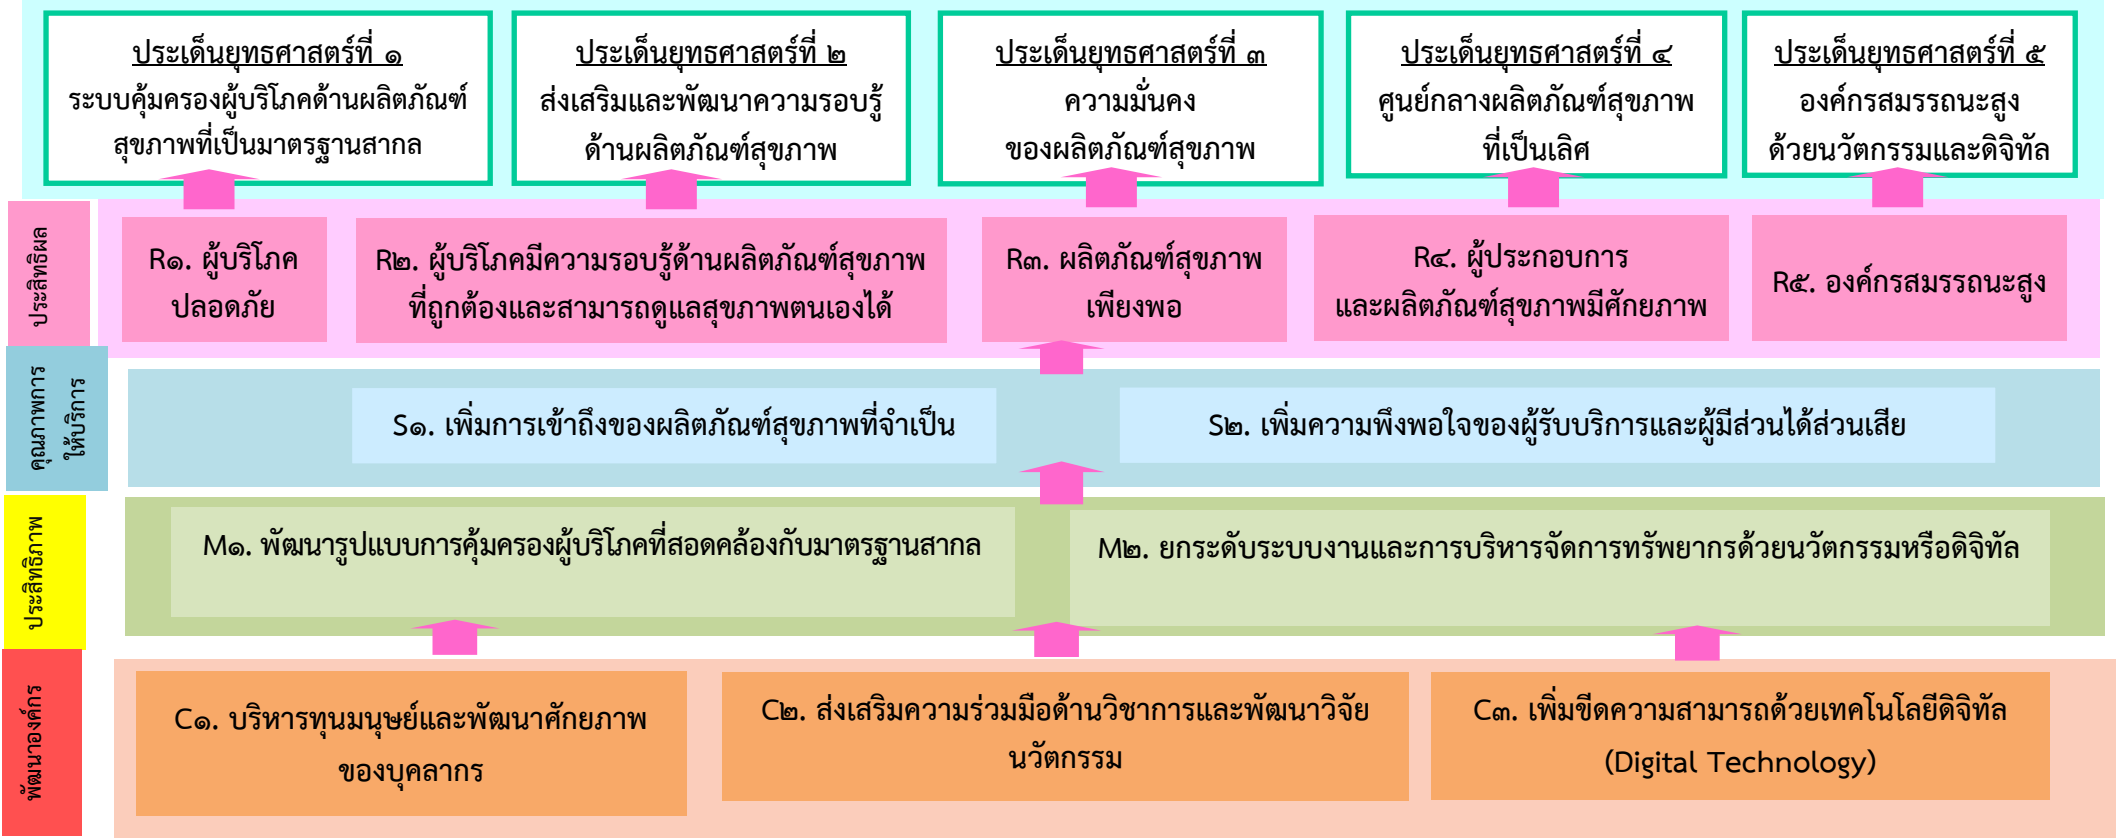 ประเด็นยุทธศาสตร์ที่ ๑
ระบบคุ้มครองผู้บริโภคด้านผลิตภัณฑ์
สุขภาพที่เป็นมาตรฐานสากล
ประเด็นยุทธศาสตร์ที่ ๒
ส่งเสริมและพัฒนาความรอบรู้
ด้านผลิตภัณฑ์สุขภาพ
ประเด็นยุทธศาสตร์ที่ ๓
ความมั่นคง
ของผลิตภัณฑ์สุขภาพ
ประเด็นยุทธศาสตร์ที่ ๔
ศูนย์กลางผลิตภัณฑ์สุขภาพ
ที่เป็นเลิศ
ประเด็นยุทธศาสตร์ที่ ๕
องค์กรสมรรถนะสูง
ด้วยนวัตกรรมและดิจิทัล
ประสิทธิผล
R๑. ผู้บริโภค
ปลอดภัย
R๒. ผู้บริโภคมีความรอบรู้ด้านผลิตภัณฑ์สุขภาพ
ที่ถูกต้องและสามารถดูแลสุขภาพตนเองได้
R๓. ผลิตภัณฑ์สุขภาพ
เพียงพอ
R๔. ผู้ประกอบการ
และผลิตภัณฑ์สุขภาพมีศักยภาพ
R๕. องค์กรสมรรถนะสูง
คุณภาพการ
ให้บริการ
S๑. เพิ่มการเข้าถึงของผลิตภัณฑ์สุขภาพที่จำเป็น
S๒. เพิ่มความพึงพอใจของผู้รับบริการและผู้มีส่วนได้ส่วนเสีย
ประสิทธิภาพ
M๑. พัฒนารูปแบบการคุ้มครองผู้บริโภคที่สอดคล้องกับมาตรฐานสากล
M๒. ยกระดับระบบงานและการบริหารจัดการทรัพยากรด้วยนวัตกรรมหรือดิจิทัล
พัฒนาองค์กร
C๑. บริหารทุนมนุษย์และพัฒนาศักยภาพ
ของบุคลากร
C๒. ส่งเสริมความร่วมมือด้านวิชาการและพัฒนาวิจัย
นวัตกรรม
C๓. เพิ่มขีดความสามารถด้วยเทคโนโลยีดิจิทัล
(Digital Technology)